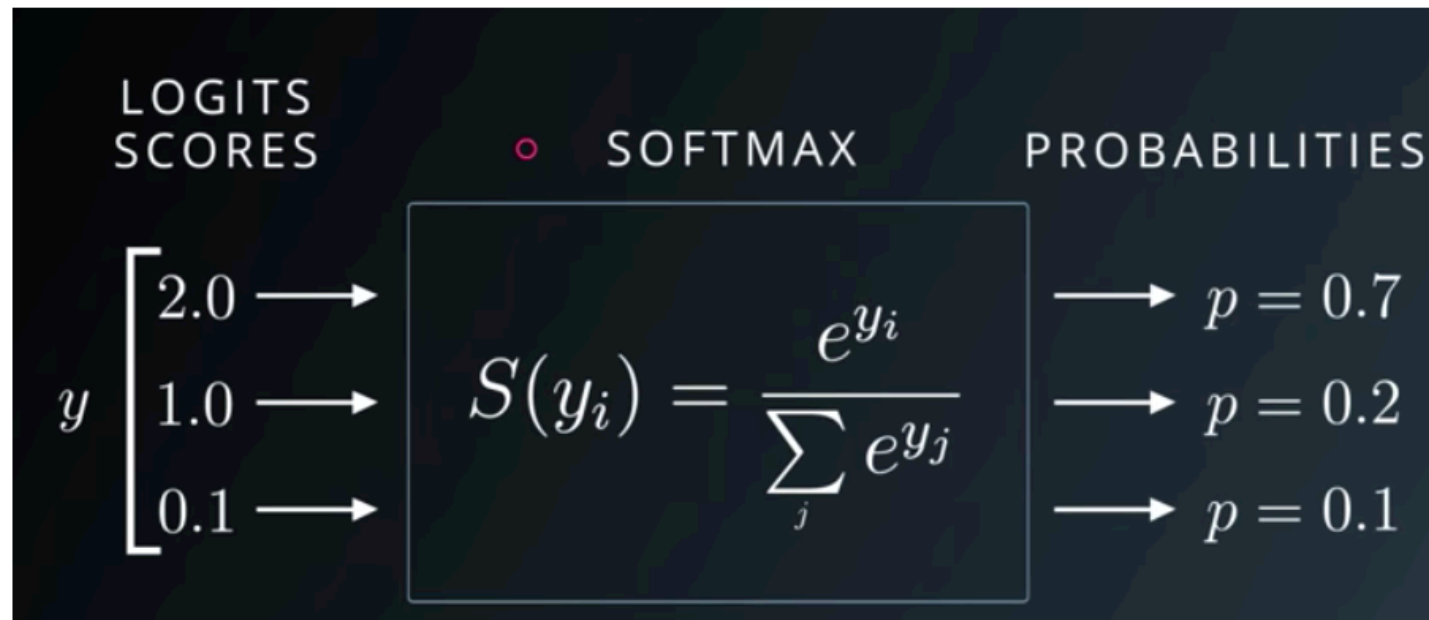 LOGITS
SCORES
SOFTMAX
PROBABILITIES
y
2.0
1.0
0.1
S(y_i) = e^{y_i} / \sum_j e^{y_j}
p = 0.7
p = 0.2
p = 0.1